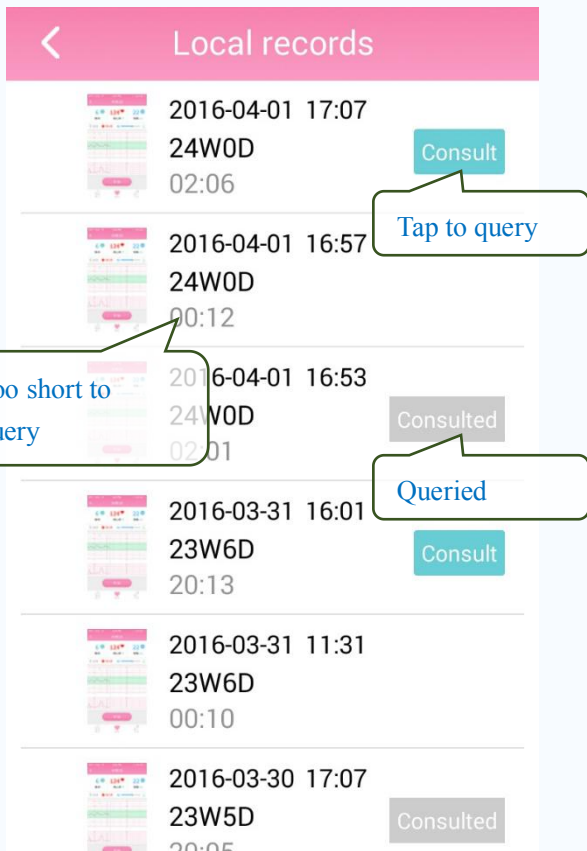 Local records
2016-04-01 17:07
24W0D
Consult
02:06
Tap to query
2016-04-01 16:57
24W0D
00:12
short to
2016-04-01 16:53
24W0D
Consulted
02:01
Queried
2016-03-31 16:01
23W6D
Consult
20:13
2016-03-31 11:31
23W6D
00:10
2016-03-30 17:07
23W5D
Consulted